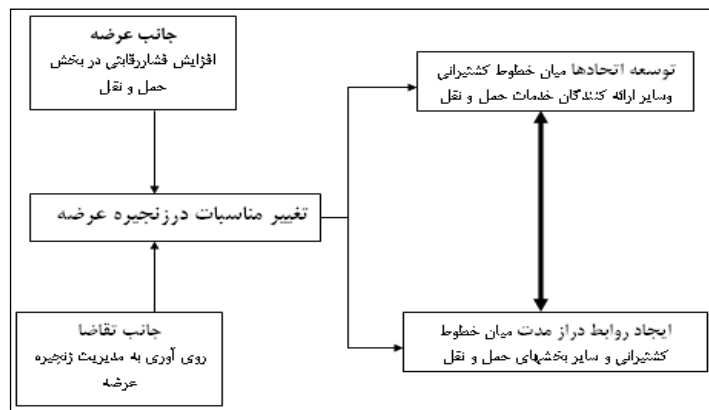 جانب عرضه
افزایش فشاررقابتی در بخش
حمل و نقل
توسعه اتحادها میان خطوط کشتیرانی
وسایر ارائه کنندگان خدمات حمل و نقل
تغییر مناسبات درزنجیره عرضه
جانب تقاضا
روی آوری به مدیریت زنجیره
عرضه
ایجاد روابط دراز مدت میان خطوط
کشتیرانی و سایر بخشهای حمل و نقل